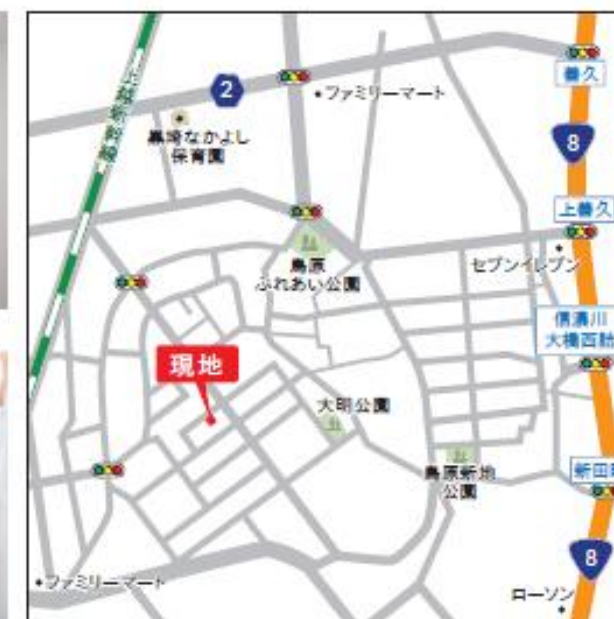 善久
2
ファミリーマート
上越新幹線
黒埼なかよし
保育園
8
上善久
セブンイレブン
鳥原
ふれあい公園
信濃川
大橋西詰
現地
大明公園
鳥原新地
公園
新田
8
ファミリーマート
ローソン